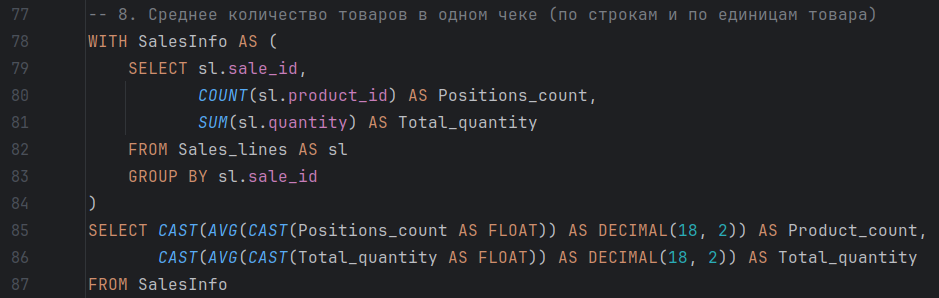 77 -- 8. Среднее количество товаров в одном чеке (по строкам и по единицам товара)
78 WITH SalesInfo AS (
79     SELECT sl.sale_id,
80            COUNT(sl.product_id) AS Positions_count,
81            SUM(sl.quantity) AS Total_quantity
82     FROM Sales_lines AS sl
83     GROUP BY sl.sale_id
84 )
85 SELECT CAST(AVG(CAST(Positions_count AS FLOAT)) AS DECIMAL(18, 2)) AS Product_count,
86        CAST(AVG(CAST(Total_quantity AS FLOAT)) AS DECIMAL(18, 2)) AS Total_quantity
87 FROM SalesInfo